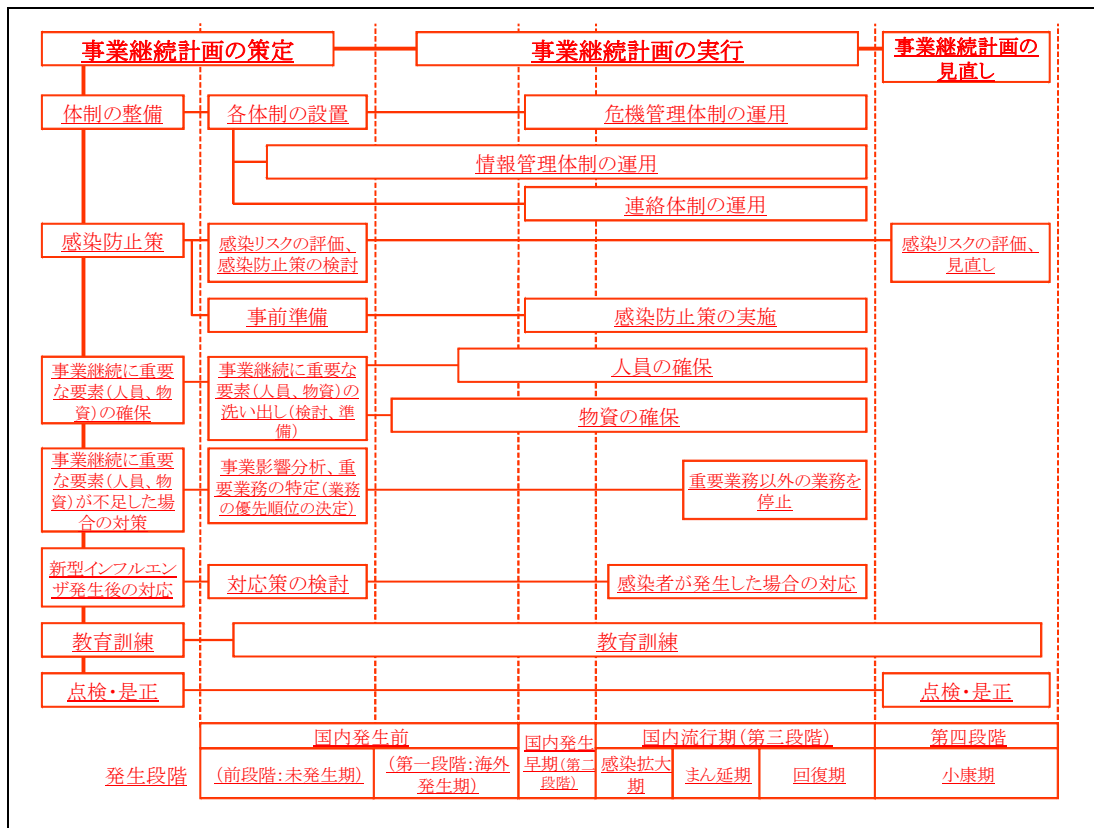 事業継続計画の策定
事業継続計画の実行
事業継続計画の
見直し
体制の整備
各体制の設置
危機管理体制の運用
情報管理体制の運用
連絡体制の運用
感染防止策
感染リスクの評価、
感染防止策の検討
感染リスクの評価、
見直し
事前準備
感染防止策の実施
事業継続に重要
な要素(人員、物
資)の確保
事業継続に重要な
要素(人員、物資)の
洗い出し(検討、準
備)
人員の確保
物資の確保
事業継続に重要
な要素(人員、物
資)が不足した場
合の対策
事業影響分析、重
要業務の特定(業務
の優先順位の決定)
重要業務以外の業務を
停止
新型インフルエン
ザ発生後の対応
対応策の検討
感染者が発生した場合の対応
教育訓練
教育訓練
点検・是正
点検・是正
発生段階
国内発生前
(前段階:未発生期)
(第一段階:海外
発生期)
国内発生
早期(第二
段階)
国内流行期(第三段階)
感染拡大
期
まん延期
回復期
第四段階
小康期